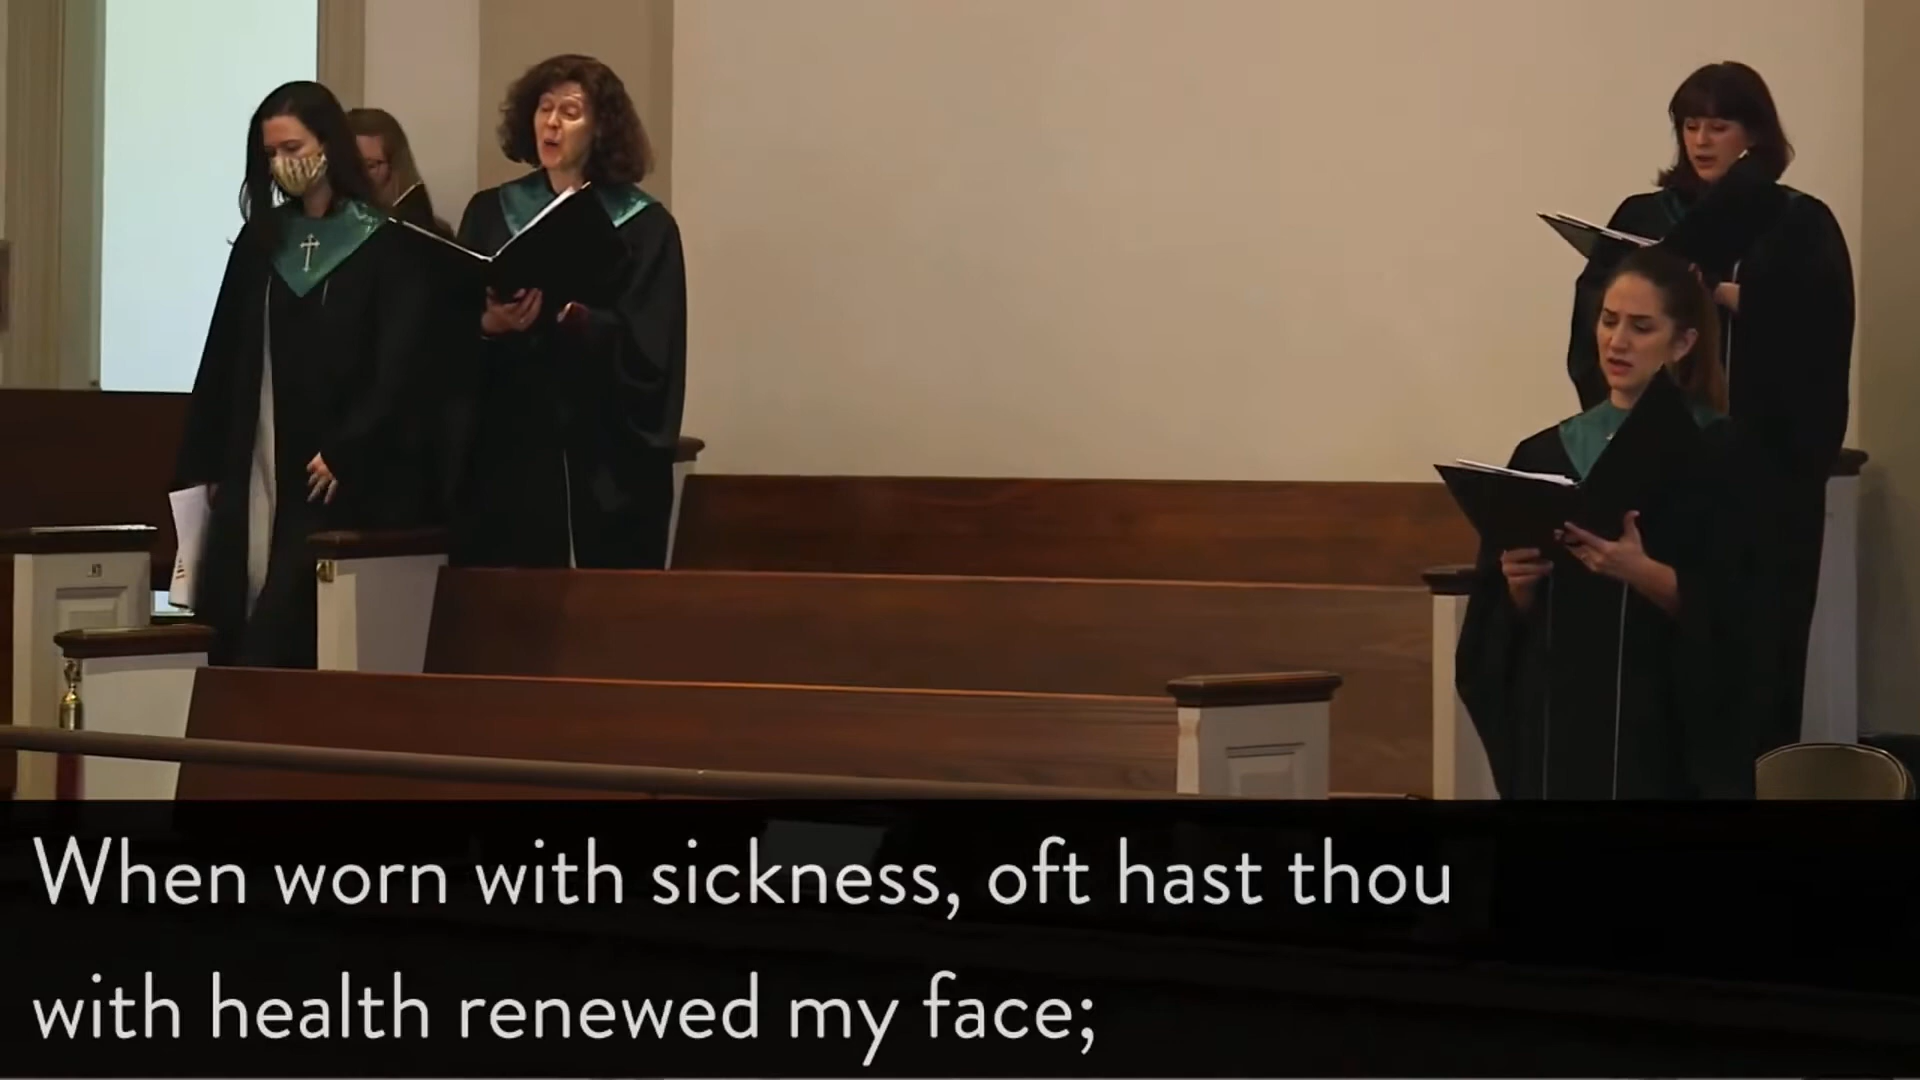 When worn with sickness, oft hast thou
with health renewed my face;